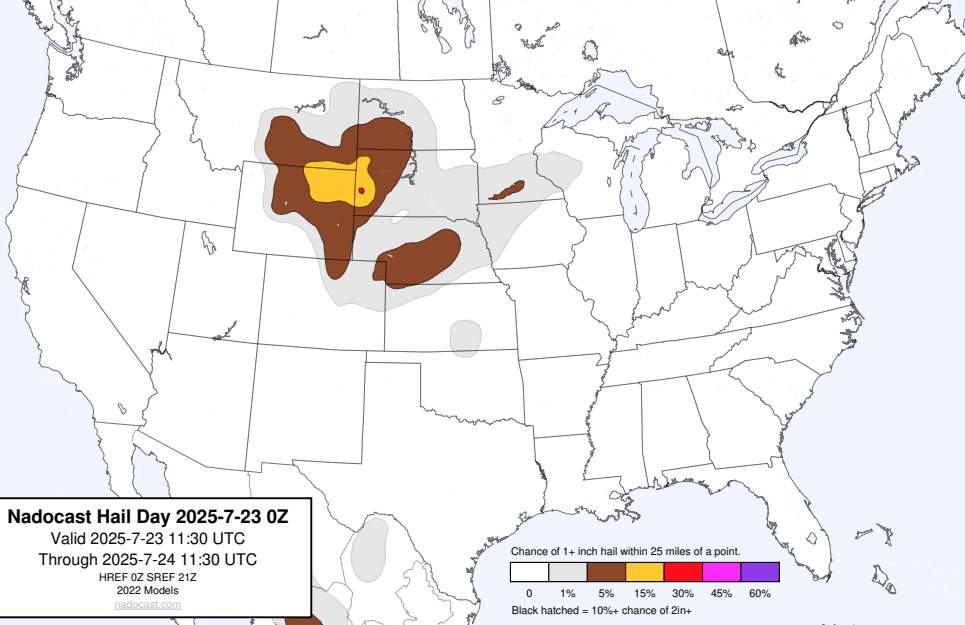 Nadocast Hail Day 2025-7-23 0Z
Valid 2025-7-23 11:30 UTC
Through 2025-7-24 11:30 UTC
HREF 0Z SREF 21Z
2022 Models
nadocast.com
Chance of 1+ inch hail within 25 miles of a point.
0 1% 5% 15% 30% 45% 60%
Black hatched = 10%+ chance of 2in+